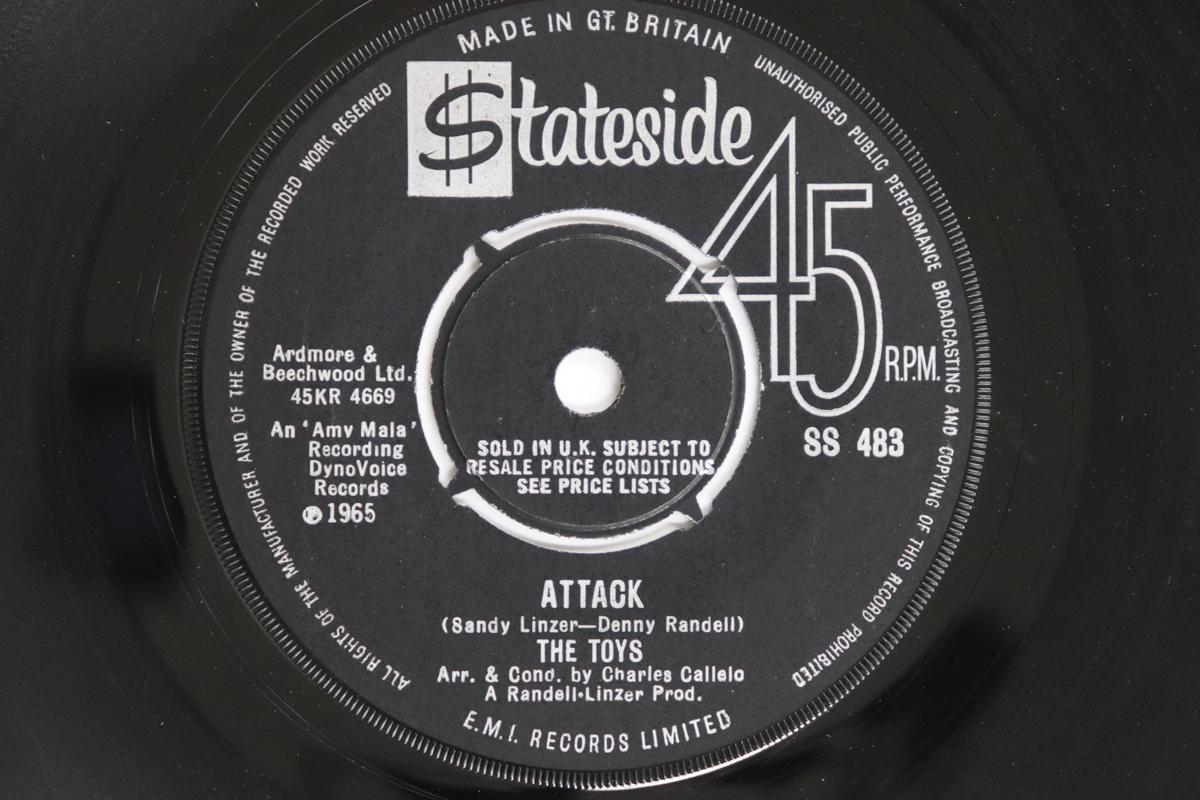 MADE IN GT. BRITAIN
$tateside
45
R.P.M.
SS 483
Ardmore &
Beechwood Ltd.
45KR 4669
An 'Amy Mala'
Recording
DynoVoice
Records
℗ 1965
SOLD IN U.K. SUBJECT TO
RESALE PRICE CONDITIONS
SEE PRICE LISTS
ATTACK
(Sandy Linzer—Denny Randell)
THE TOYS
Arr. & Cond. by Charles Callelo
A Randell-Linzer Prod.
E.M.I. RECORDS LIMITED
ALL RIGHTS OF THE MANUFACTURER AND OF THE OWNER OF THE RECORDED WORK RESERVED
UNAUTHORISED PUBLIC PERFORMANCE BROADCASTING AND COPYING OF THIS RECORD PROHIBITED